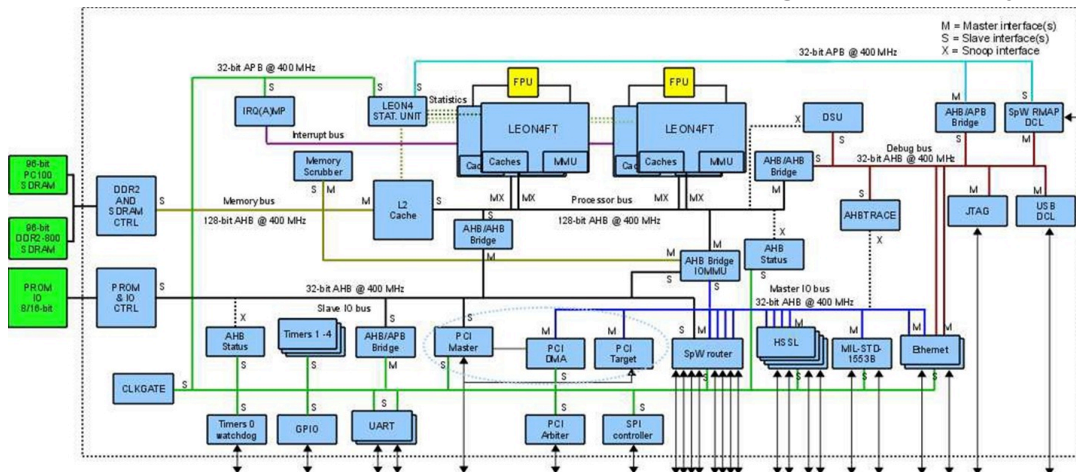 M = Master interface(s)
S = Slave interface(s)
X = Snoop interface
32-bit APB @ 400 MHz
32-bit APB @ 400 MHz
FPU
FPU
S
S
S
M
S
IRQ(A)MP
LEON4
STAT. UNIT
Statistics
LEON4FT
LEON4FT
DSU
AHB/APB
Bridge
SpW RMAP
DCL
X
S
S
M
Interrupt bus
Debug bus
32-bit AHB @ 400 MHz
96-bit
PC100
SDRAM
Memory
Scrubber
Caches
MMU
Caches
MMU
AHB/AHB
Bridge
S
M
S
M
M
DDR2
AND
SDRAM
CTRL
S
Memory bus
128-bit AHB @ 400 MHz
M
L2
Cache
S
MX
MX
Processor bus
128-bit AHB @ 400 MHz
MX
MX
M
AHBTRACE
JTAG
USB
DCL
96-bit
DDR2-800
SDRAM
S
AHB/AHB
Bridge
M
X
AHB
Status
X
M
M
AHB Bridge
IOMMU
S
S
S
PROM
IO
8/16-bit
PROM
& IO
CTRL
S
32-bit AHB @ 400 MHz
Slave IO bus
Master IO bus
32-bit AHB @ 400 MHz
X
S
M
M
M
S
M
M
M
M
AHB
Status
Timers 1 -4
AHB/APB
Bridge
PCI
Master
PCI
DMA
PCI
Target
SpW router
HSSL
MIL-STD-
1553B
Ethernet
CLKGATE
S
S
S
M
S
S
S
S
S
S
S
S
S
S
S
S
Timers 0
watchdog
GPIO
UART
PCI
Arbiter
SPI
controller